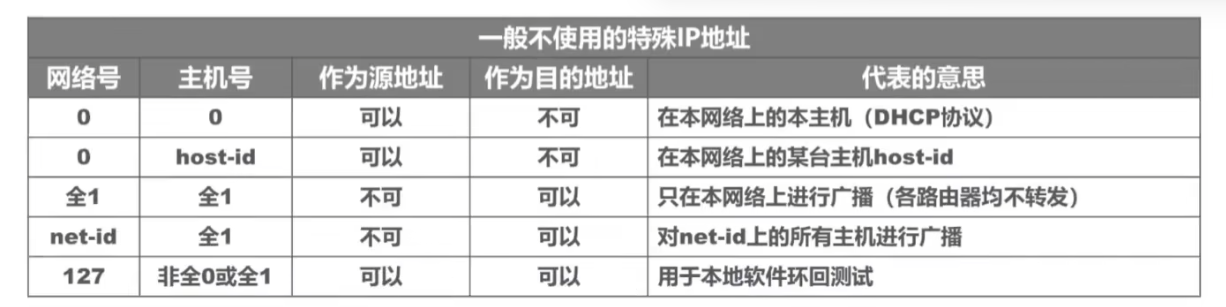 一般不使用的特殊IP地址
网络号 主机号 作为源地址 作为目的地址 代表的意思
0 0 可以 不可 在本网络上的本主机（DHCP协议）
0 host-id 可以 不可 在本网络上的某台主机host-id
全1 全1 不可 可以 只在本网络上进行广播（各路由器均不转发）
net-id 全1 不可 可以 对net-id上的所有主机进行广播
127 非全0或全1 可以 可以 用于本地软件环回测试